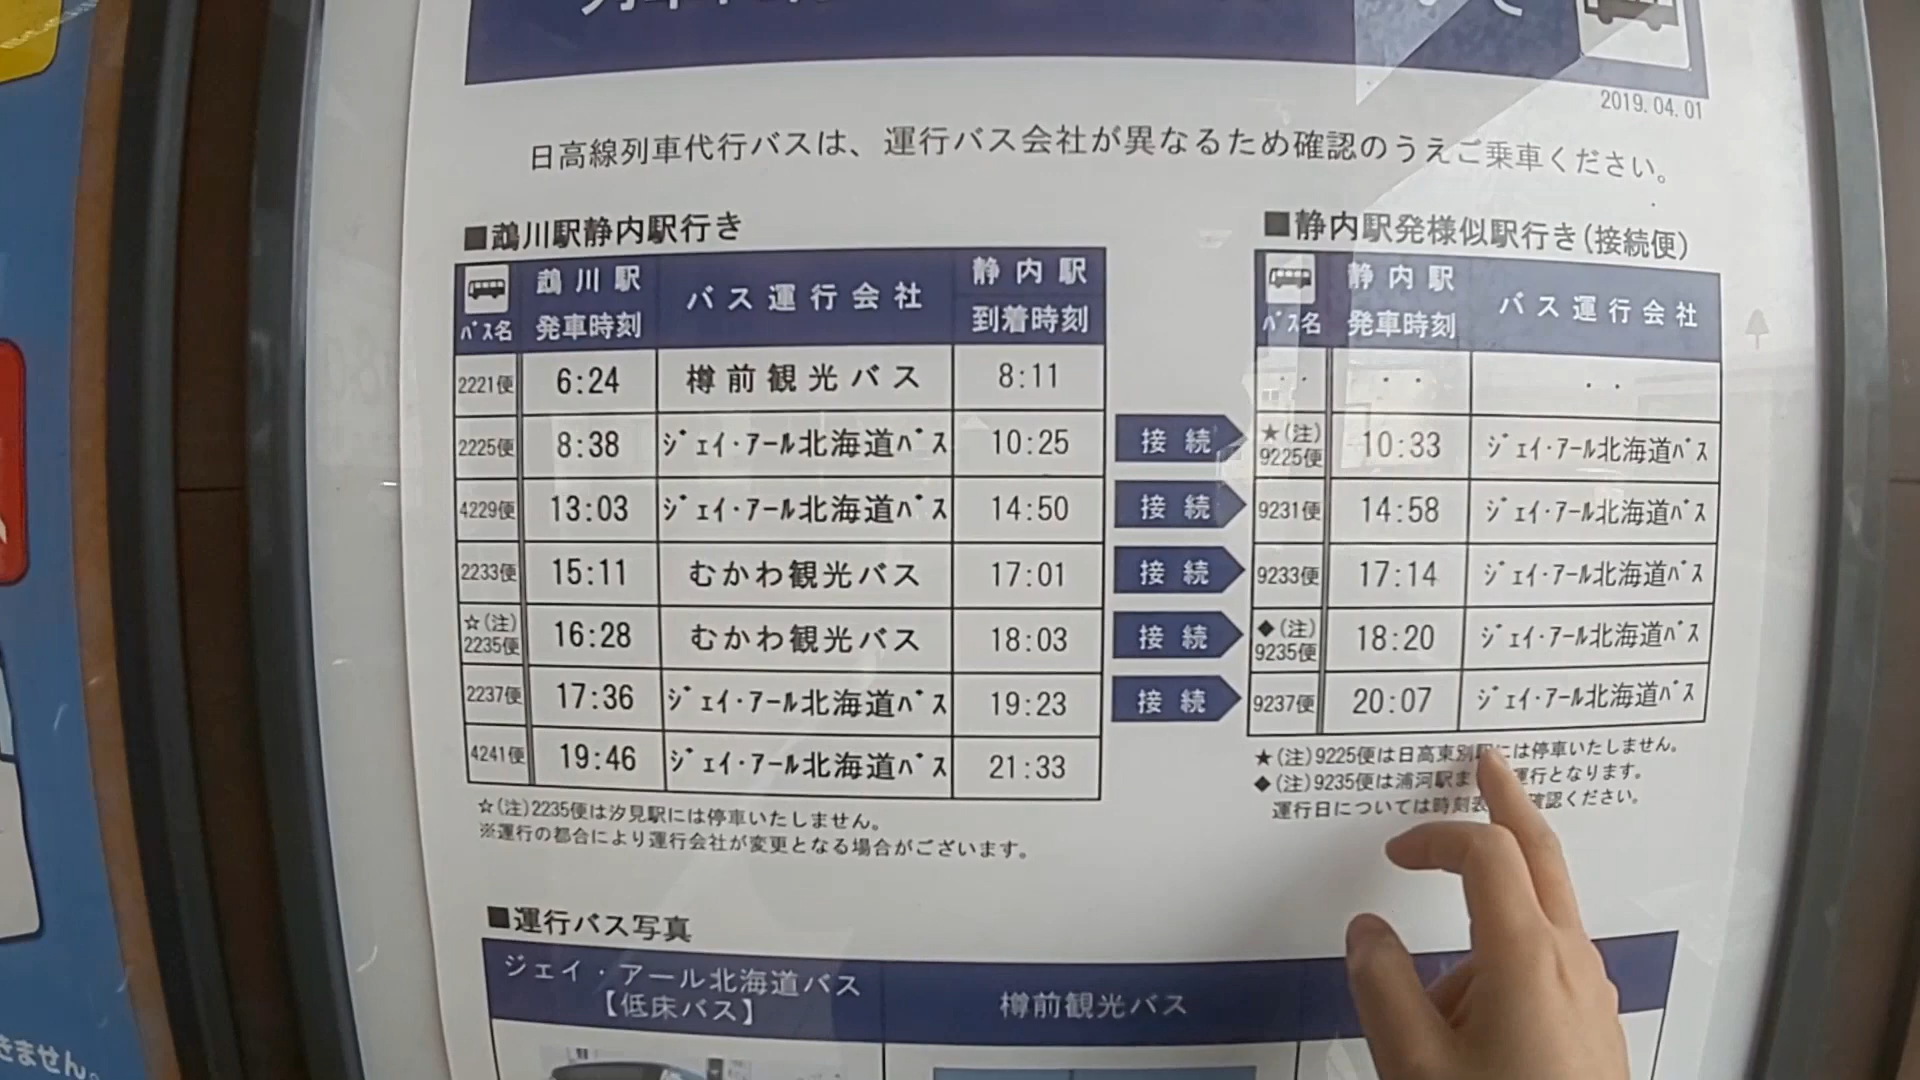 2019.04.01
日高線列車代行バスは、運行バス会社が異なるため確認のうえご乗車ください。
■鵡川駅静内駅行き
バス名 鵡川駅発車時刻 バス運行会社 静内駅到着時刻
2221便 6:24 樽前観光バス 8:11
2225便 8:38 ジェイ・アール北海道バス 10:25 接続
4229便 13:03 ジェイ・アール北海道バス 14:50 接続
2233便 15:11 むかわ観光バス 17:01 接続
☆(注)2235便 16:28 むかわ観光バス 18:03 接続
2237便 17:36 ジェイ・アール北海道バス 19:23 接続
4241便 19:46 ジェイ・アール北海道バス 21:33
☆(注)2235便は汐見駅には停車いたしません。
※運行の都合により運行会社が変更となる場合がございます。
■静内駅発様似駅行き(接続便)
バス名 静内駅発車時刻 バス運行会社
‥ ‥ ‥
★(注)9225便 10:33 ジェイ・アール北海道バス
9231便 14:58 ジェイ・アール北海道バス
9233便 17:14 ジェイ・アール北海道バス
◆(注)9235便 18:20 ジェイ・アール北海道バス
9237便 20:07 ジェイ・アール北海道バス
★(注)9225便は日高東別駅には停車いたしません。
◆(注)9235便は浦河駅ま 運行となります。
運行日については時刻表 確認ください。
■運行バス写真
ジェイ・アール北海道バス
【低床バス】
樽前観光バス
きません。